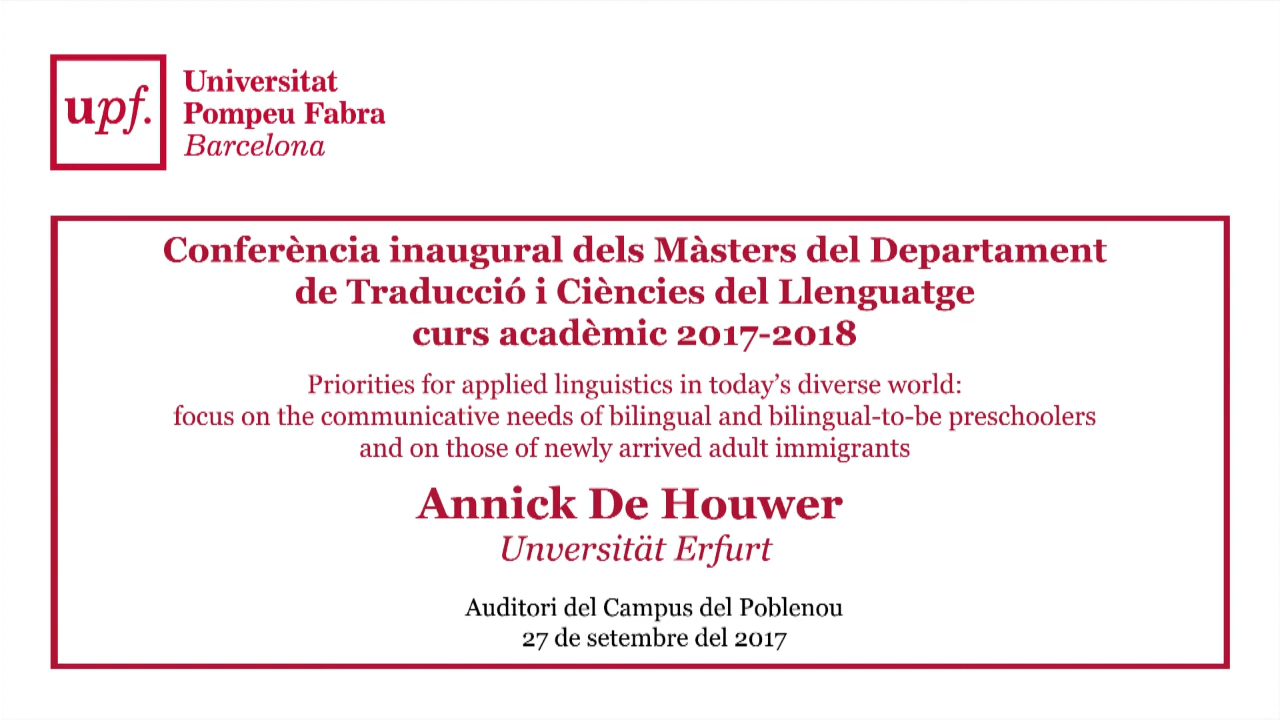 upf.
Universitat
Pompeu Fabra
Barcelona
Conferència inaugural dels Màsters del Departament
de Traducció i Ciències del Llenguatge
curs acadèmic 2017-2018
Priorities for applied linguistics in today’s diverse world:
focus on the communicative needs of bilingual and bilingual-to-be preschoolers
and on those of newly arrived adult immigrants
Annick De Houwer
Unversität Erfurt
Auditori del Campus del Poblenou
27 de setembre del 2017